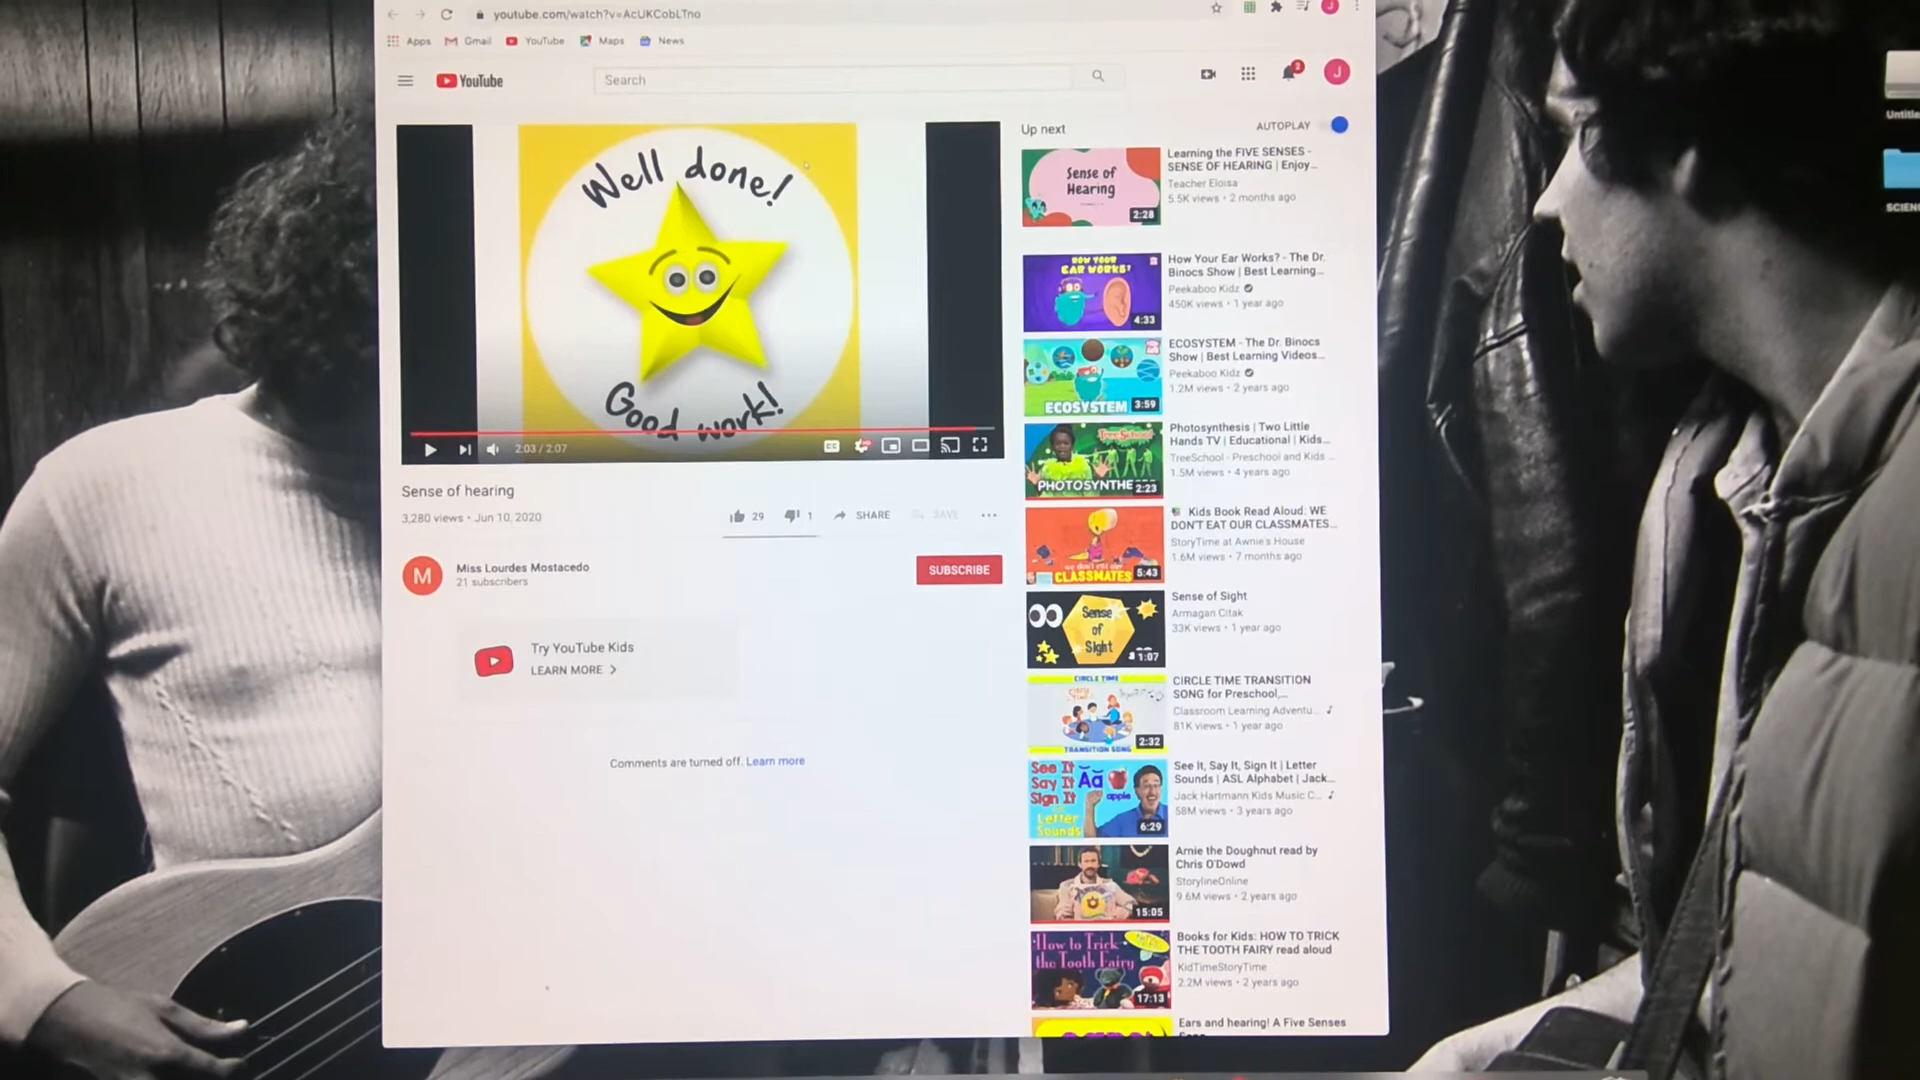 youtube.com/watch?v=AcUKCobLTno
Apps Gmail YouTube Maps News
YouTube
Search
2
J
Well done!
Good work!
2:03 / 2:07
CC
Sense of hearing
3,280 views • Jun 10, 2020
29
1
SHARE
SAVE
M
Miss Lourdes Mostacedo
21 subscribers
SUBSCRIBE
Try YouTube Kids
LEARN MORE
Comments are turned off. Learn more
Up next
AUTOPLAY
Sense of
Hearing
2:28
Learning the FIVE SENSES -
SENSE OF HEARING | Enjoy...
Teacher Eloisa
5.5K views • 2 months ago
HOW YOUR
EAR WORKS?
4:33
How Your Ear Works? - The Dr.
Binocs Show | Best Learning...
Peekaboo Kidz
450K views • 1 year ago
ECOSYSTEM
3:59
ECOSYSTEM - The Dr. Binocs
Show | Best Learning Videos...
Peekaboo Kidz
1.2M views • 2 years ago
TreeSchool
PHOTOSYNTHE
2:23
Photosynthesis | Two Little
Hands TV | Educational | Kids...
TreeSchool - Preschool and Kids ...
1.5M views • 4 years ago
CLASSMATES
5:43
Kids Book Read Aloud: WE
DON'T EAT OUR CLASSMATES...
StoryTime at Awnie's House
1.6M views • 7 months ago
Sense
of
Sight
1:07
Sense of Sight
Armagan Citak
33K views • 1 year ago
CIRCLE TIME
TRANSITION SONG
2:32
CIRCLE TIME TRANSITION
SONG for Preschool,...
Classroom Learning Adventu...
81K views • 1 year ago
See It
Say It Aa
Sign It apple
Letter
Sounds
6:29
See It, Say It, Sign It | Letter
Sounds | ASL Alphabet | Jack...
Jack Hartmann Kids Music C...
58M views • 3 years ago
15:05
Arnie the Doughnut read by
Chris O'Dowd
StorylineOnline
9.6M views • 2 years ago
How to Trick
the Tooth Fairy
17:13
Books for Kids: HOW TO TRICK
THE TOOTH FAIRY read aloud
KidTimeStoryTime
2.2M views • 2 years ago
Ears and hearing! A Five Senses
Untitle
SCIEN